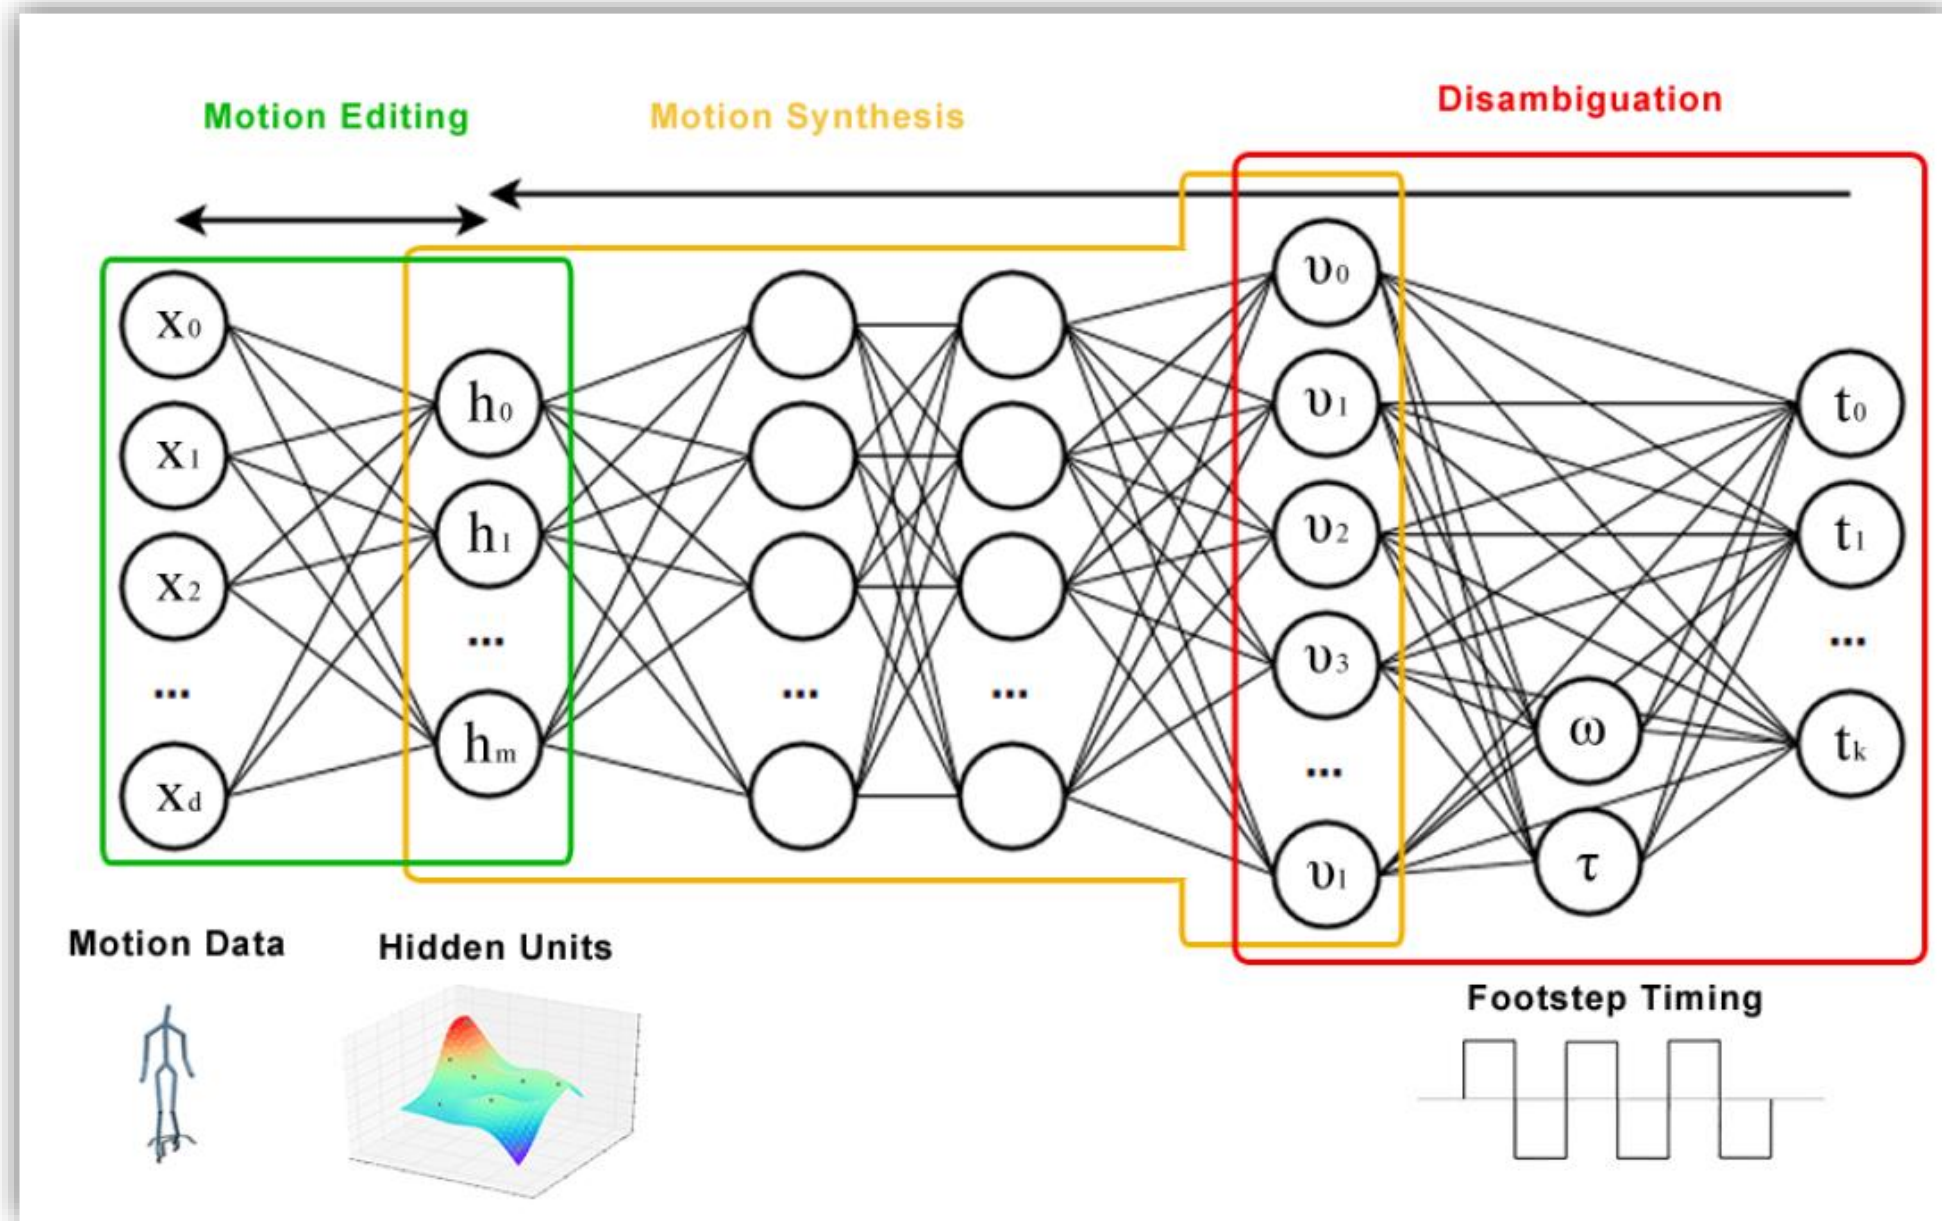 Motion Editing
Motion Synthesis
Disambiguation
x0
x1
x2
...
xd
h0
h1
...
hm
...
...
υ0
υ1
υ2
υ3
...
υl
ω
τ
t0
t1
...
tk
Motion Data
Hidden Units
Footstep Timing